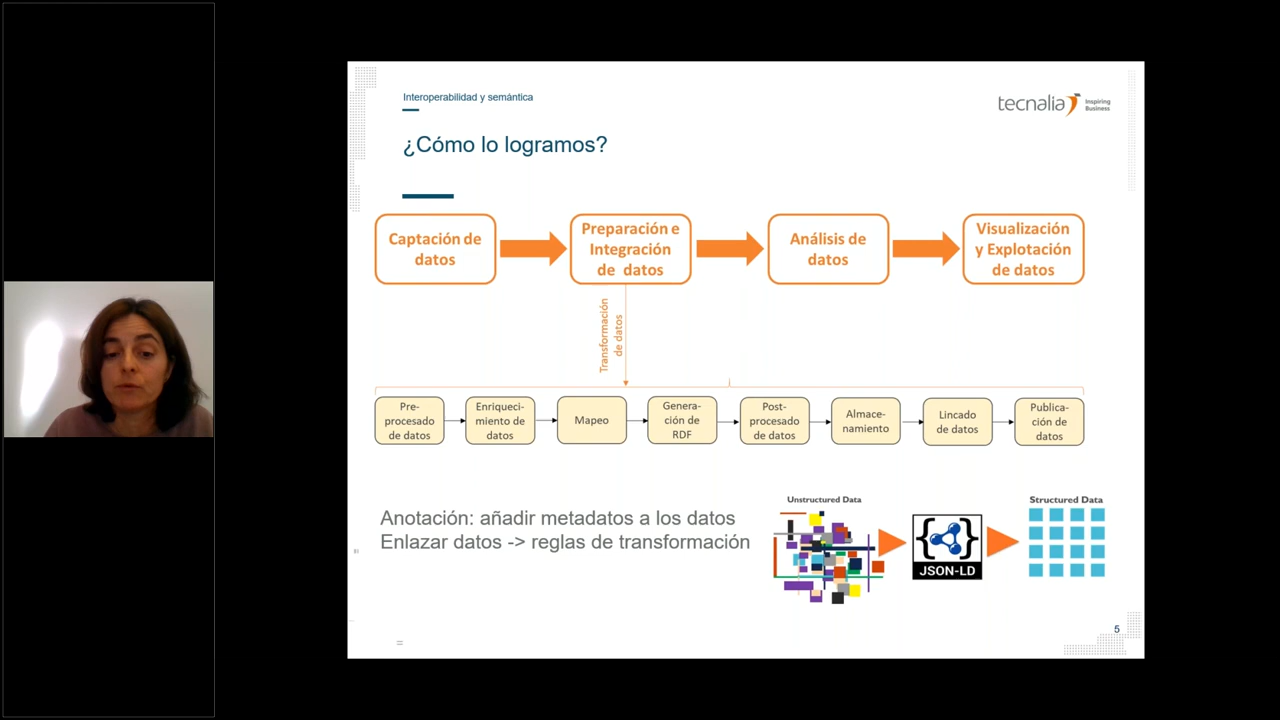 Interoperabilidad y semántica
tecnalia Inspiring
Business
¿Cómo lo logramos?
Captación de
datos
Preparación e
Integración
de datos
Análisis de
datos
Visualización
y Explotación
de datos
Transformación
de datos
Pre-
procesado
de datos
Enriqueci-
miento de
datos
Mapeo
Genera-
ción de
RDF
Post-
procesado
de datos
Almace-
namiento
Lincado
de datos
Publica-
ción de
datos
Anotación: añadir metadatos a los datos
Enlazar datos -> reglas de transformación
Unstructured Data
{ }
JSON-LD
Structured Data
5